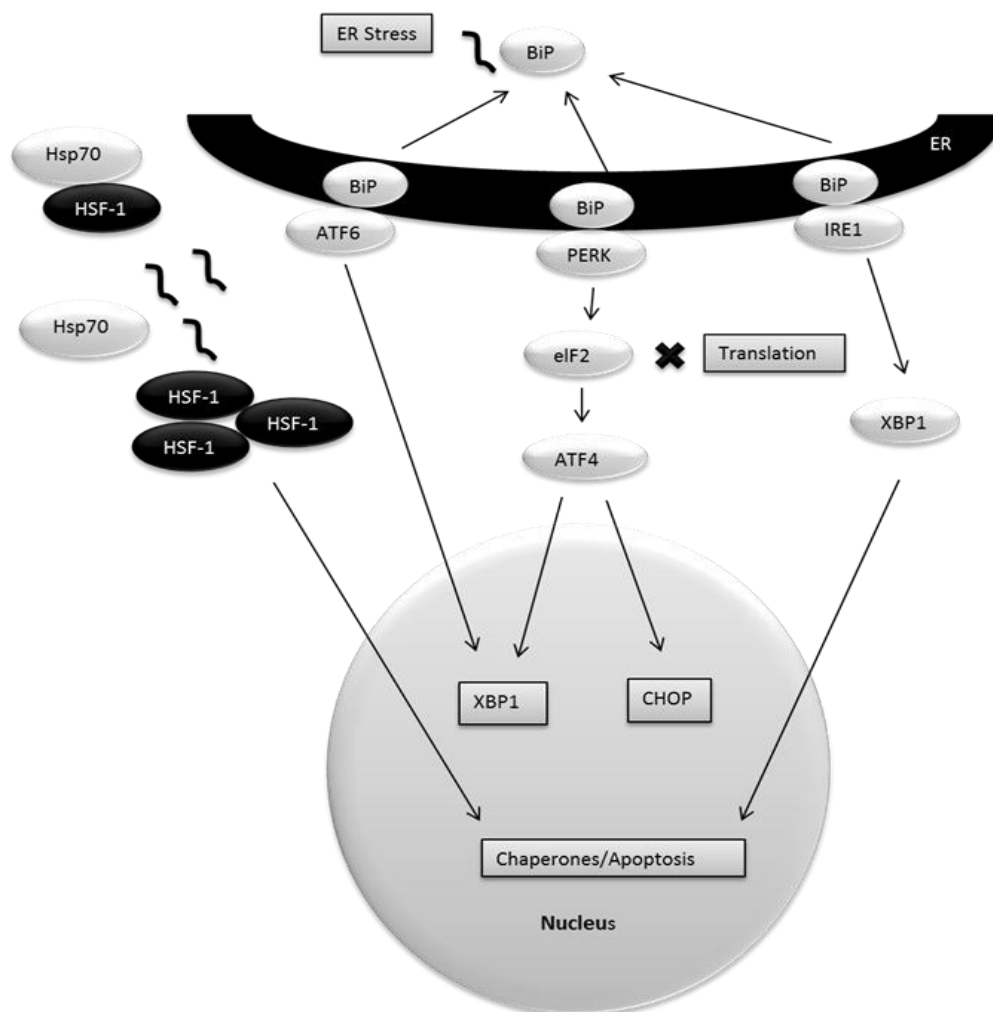 ER Stress
BiP
ER
Hsp70
HSF-1
BiP
ATF6
BiP
PERK
BiP
IRE1
Hsp70
eIF2
Translation
HSF-1
HSF-1
HSF-1
XBP1
ATF4
XBP1
CHOP
Chaperones/Apoptosis
Nucleus